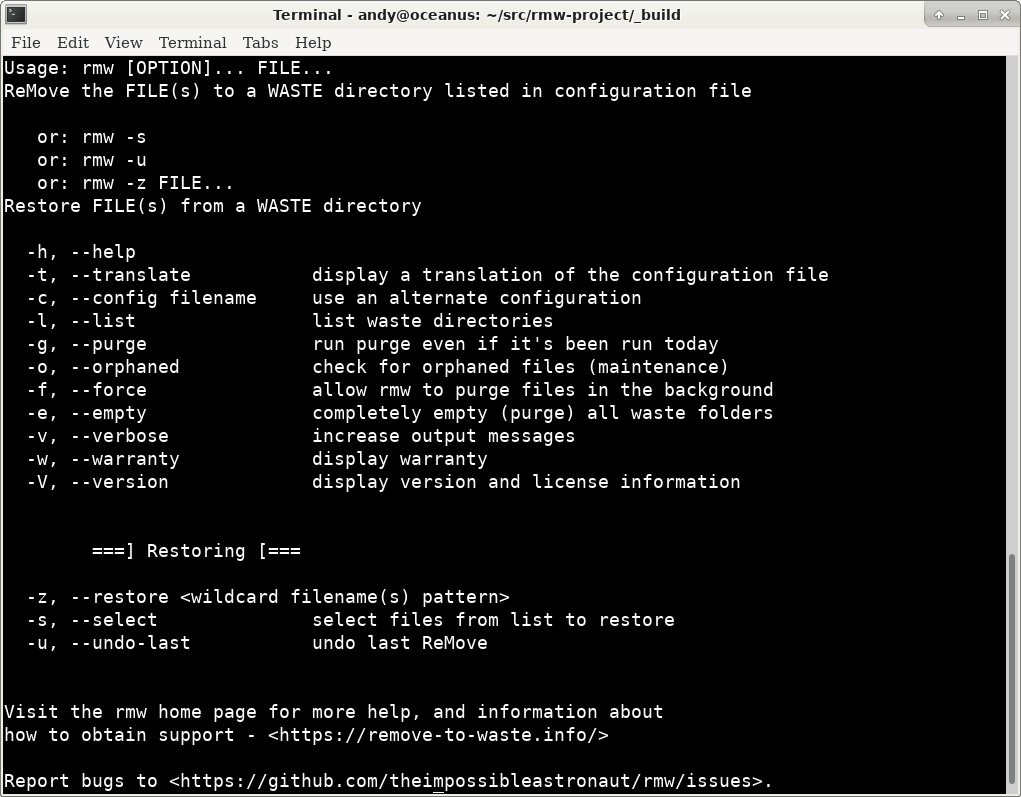 Terminal - andy@oceanus: ~/src/rmw-project/_build
File Edit View Terminal Tabs Help
Usage: rmw [OPTION]... FILE...
ReMove the FILE(s) to a WASTE directory listed in configuration file
or: rmw -s
or: rmw -u
or: rmw -z FILE...
Restore FILE(s) from a WASTE directory
-h, --help
-t, --translate display a translation of the configuration file
-c, --config filename use an alternate configuration
-l, --list list waste directories
-g, --purge run purge even if it's been run today
-o, --orphaned check for orphaned files (maintenance)
-f, --force allow rmw to purge files in the background
-e, --empty completely empty (purge) all waste folders
-v, --verbose increase output messages
-w, --warranty display warranty
-V, --version display version and license information
===] Restoring [===
-z, --restore <wildcard filename(s) pattern>
-s, --select select files from list to restore
-u, --undo-last undo last ReMove
Visit the rmw home page for more help, and information about
how to obtain support - <https://remove-to-waste.info/>
Report bugs to <https://github.com/theimpossibleastronaut/rmw/issues>.